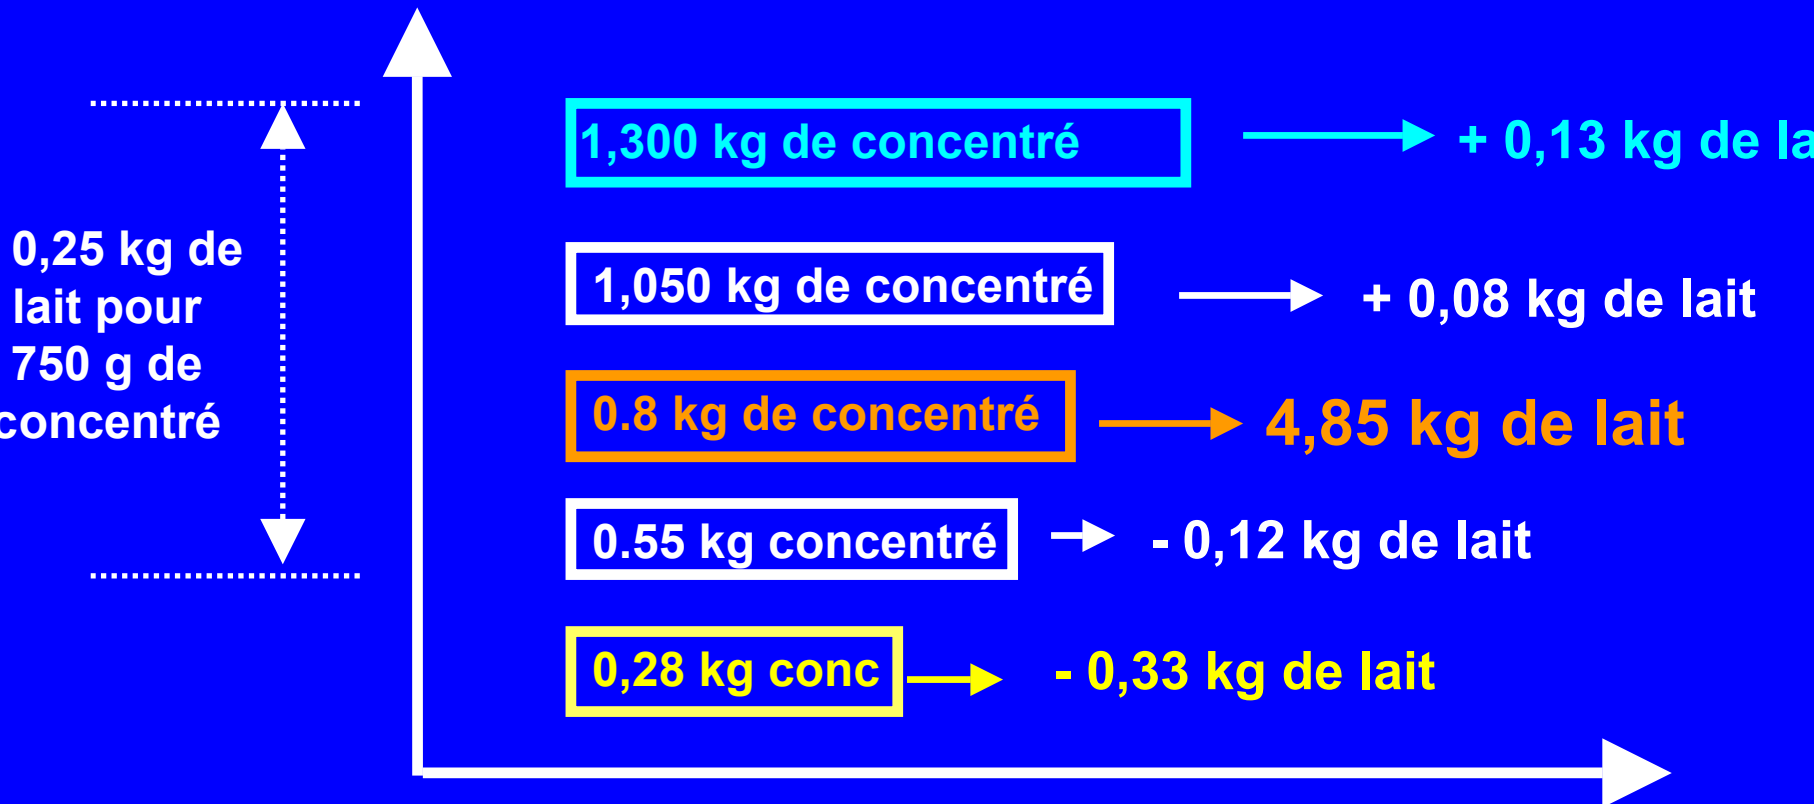 1,300 kg de concentré
+ 0,13 kg de la
0,25 kg de
lait pour
750 g de
concentré
1,050 kg de concentré
+ 0,08 kg de lait
0.8 kg de concentré
4,85 kg de lait
0.55 kg concentré
- 0,12 kg de lait
0,28 kg conc
- 0,33 kg de lait